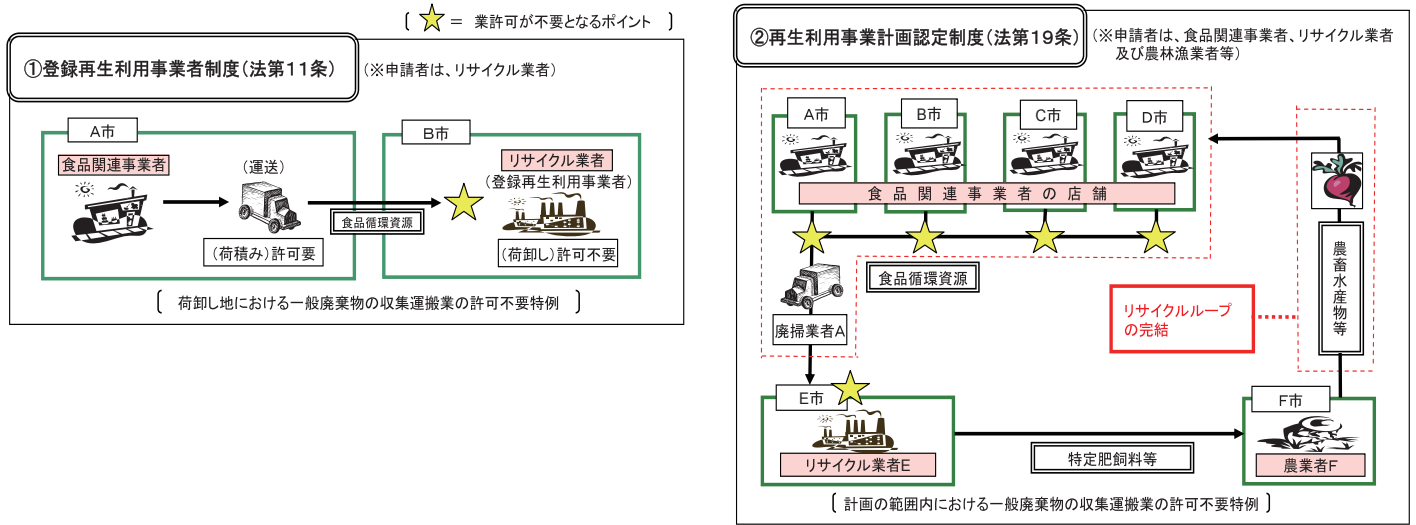 〔 ＝ 業許可が不要となるポイント 〕
①登録再生利用事業者制度（法第１１条）
（※申請者は、リサイクル業者）
A市
食品関連事業者
（運送）
（荷積み）許可要
食品循環資源
B市
リサイクル業者
（登録再生利用事業者）
（荷卸し）許可不要
〔 荷卸し地における一般廃棄物の収集運搬業の許可不要特例 〕
②再生利用事業計画認定制度（法第１９条）
（※申請者は、食品関連事業者、リサイクル業者
及び農林漁業者等）
A市
B市
C市
D市
食品関連事業者の店舗
食品循環資源
廃掃業者A
リサイクルループ
の完結
農畜水産物等
E市
リサイクル業者E
特定肥飼料等
F市
農業者F
〔 計画の範囲内における一般廃棄物の収集運搬業の許可不要特例 〕